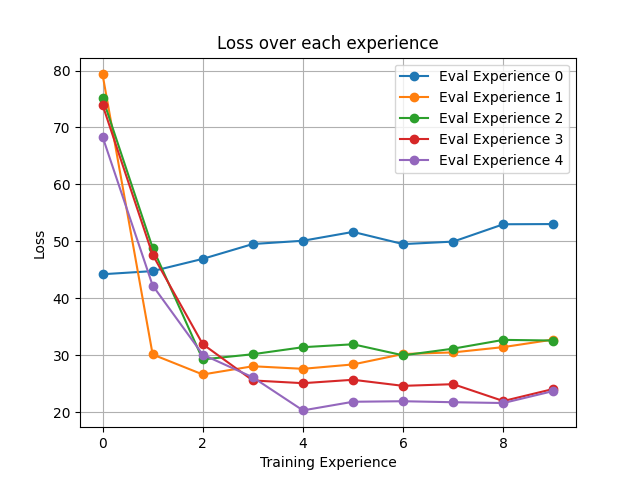 Loss over each experience
80
70
60
50
40
30
20
Loss
Eval Experience 0
Eval Experience 1
Eval Experience 2
Eval Experience 3
Eval Experience 4
0 2 4 6 8
Training Experience